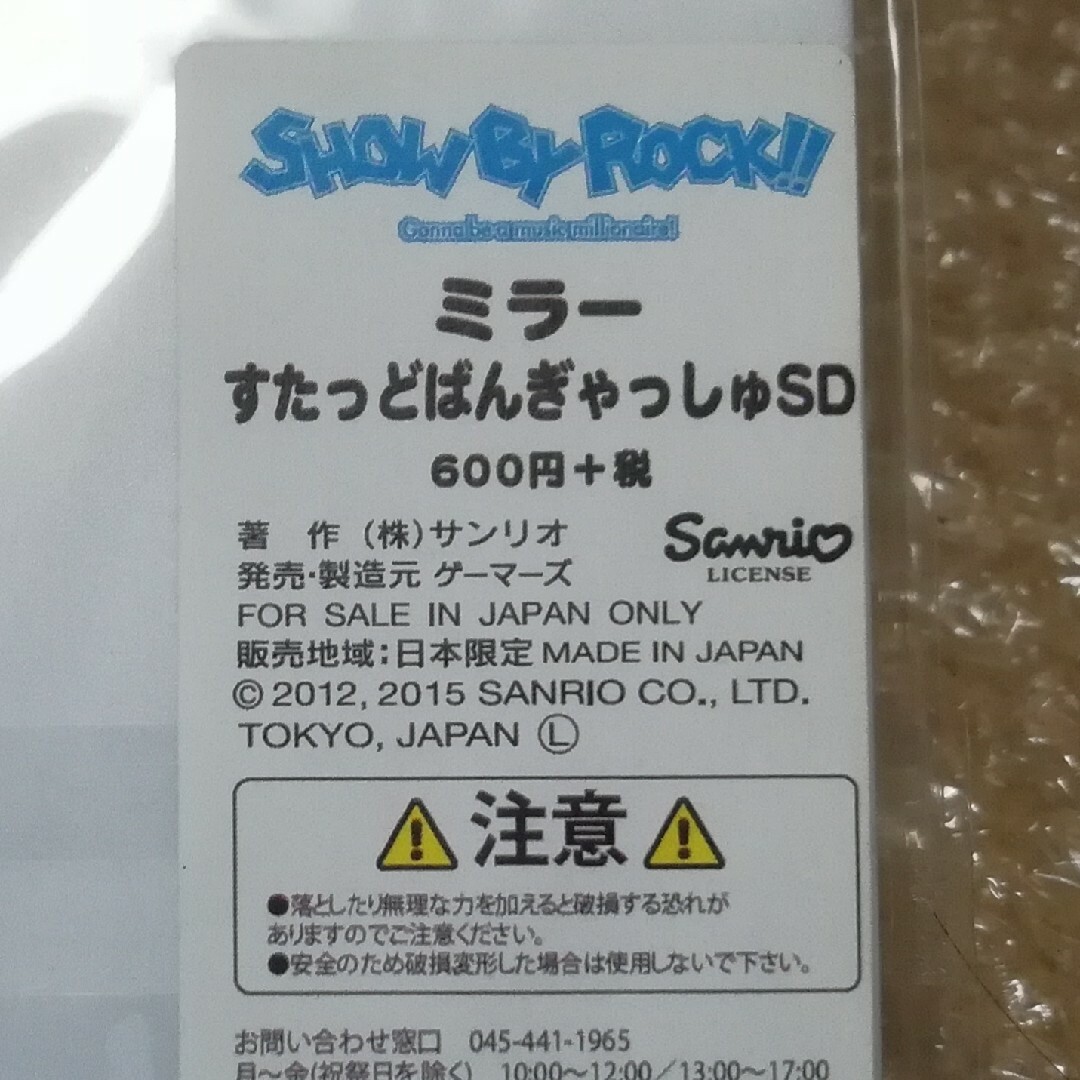 SHOW BY ROCK!!
Gonna be a music millionaire!
ミラー
すたっどばんぎゃっしゅSD
600円+税
著 作 (株)サンリオ
Sanrio
発売・製造元 ゲーマーズ
LICENSE
FOR SALE IN JAPAN ONLY
販売地域:日本限定 MADE IN JAPAN
© 2012, 2015 SANRIO CO., LTD.
TOKYO, JAPAN Ⓛ
注意
●落としたり無理な力を加えると破損する恐れが
ありますのでご注意ください。
●安全のため破損変形した場合は使用しないで下さい。
お問い合わせ窓口 045-441-1965
月〜金(祝祭日を除く) 10:00〜12:00/13:00〜17:00